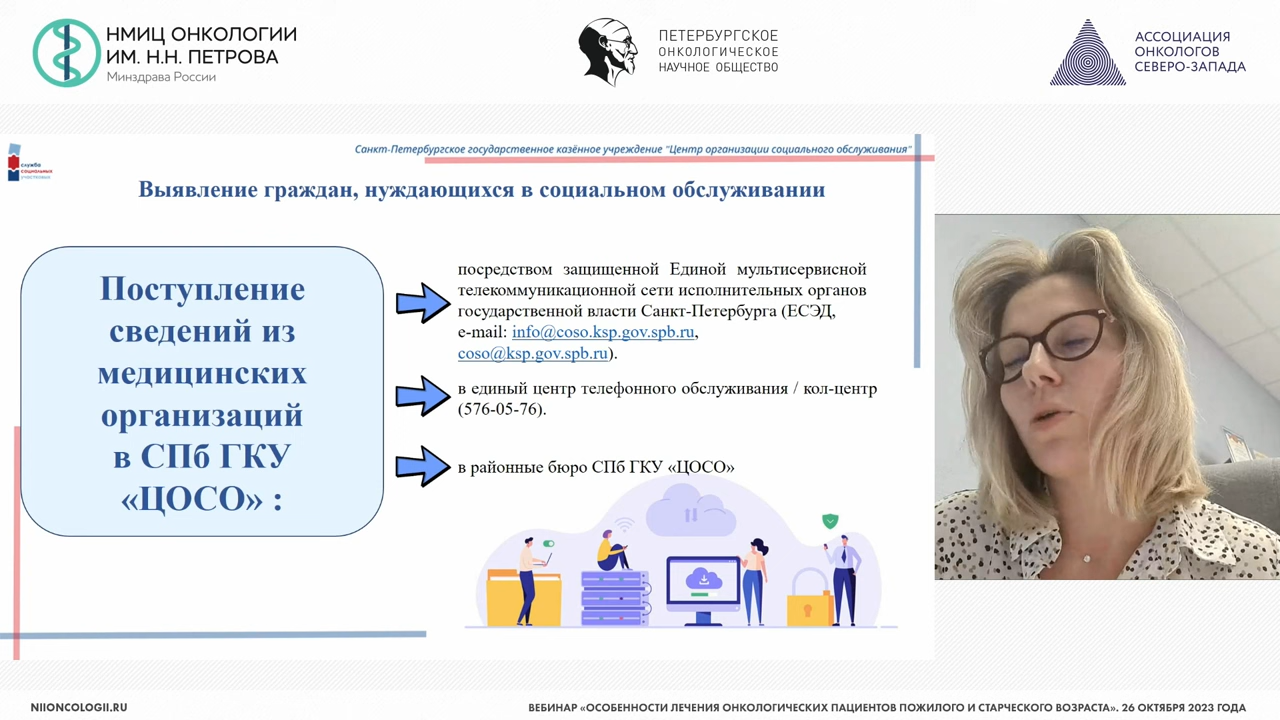 НМИЦ ОНКОЛОГИИ
ИМ. Н.Н. ПЕТРОВА
Минздрава России
ПЕТЕРБУРГСКОЕ
ОНКОЛОГИЧЕСКОЕ
НАУЧНОЕ ОБЩЕСТВО
АССОЦИАЦИЯ
ОНКОЛОГОВ
СЕВЕРО-ЗАПАДА
служба
социальных
участковых
Санкт-Петербургское государственное казённое учреждение "Центр организации социального обслуживания"
Выявление граждан, нуждающихся в социальном обслуживании
Поступление
сведений из
медицинских
организаций
в СПб ГКУ
«ЦОСО» :
посредством защищенной Единой мультисервисной
телекоммуникационной сети исполнительных органов
государственной власти Санкт-Петербурга (ЕСЭД,
e-mail: info@coso.ksp.gov.spb.ru,
coso@ksp.gov.spb.ru).
в единый центр телефонного обслуживания / кол-центр
(576-05-76).
в районные бюро СПб ГКУ «ЦОСО»
NIIONCOLOGII.RU
ВЕБИНАР «ОСОБЕННОСТИ ЛЕЧЕНИЯ ОНКОЛОГИЧЕСКИХ ПАЦИЕНТОВ ПОЖИЛОГО И СТАРЧЕСКОГО ВОЗРАСТА». 26 ОКТЯБРЯ 2023 ГОДА